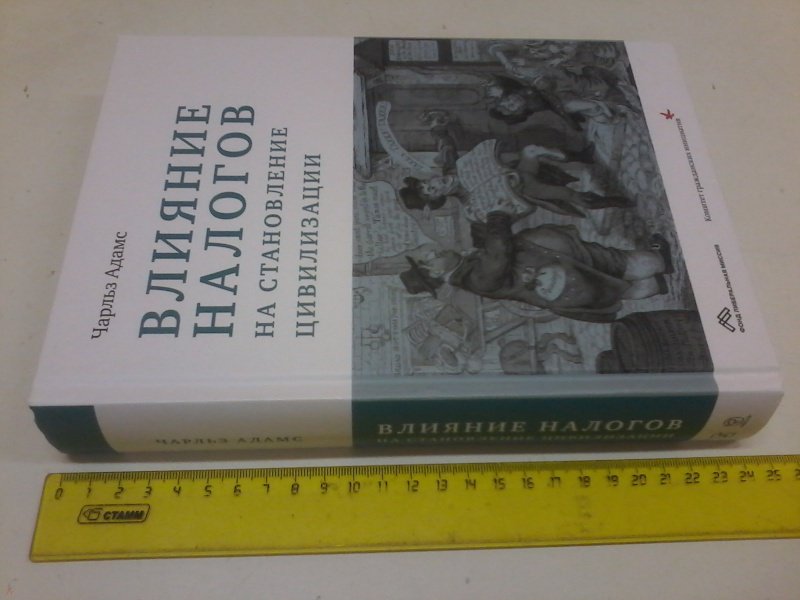 Чарльз Адамс
ВЛИЯНИЕ
НАЛОГОВ
НА СТАНОВЛЕНИЕ
ЦИВИЛИЗАЦИИ
ФОНД ЛИБЕРАЛЬНАЯ МИССИЯ
Комитет гражданских инициатив
ЧАРЛЬЗ АДАМС
ВЛИЯНИЕ НАЛОГОВ
НА СТАНОВЛЕНИЕ ЦИВИЛИЗАЦИИ
0 1 2 3 4 5 6 7 8 9 10 11 12 13 14 15 16 17 18 19 20 21 22 23 24 25
СТАММ